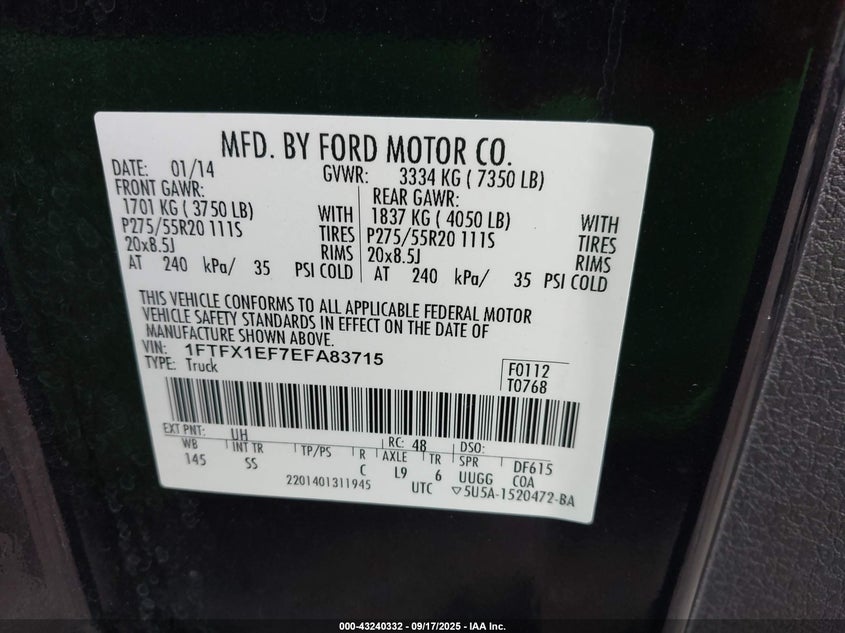 MFD. BY FORD MOTOR CO.
DATE: 01/14 GVWR: 3334 KG ( 7350 LB)
FRONT GAWR: REAR GAWR:
1701 KG ( 3750 LB) WITH 1837 KG ( 4050 LB) WITH
P275/55R20 111S TIRES P275/55R20 111S TIRES
20x8.5J RIMS 20x8.5J RIMS
AT 240 kPa/ 35 PSI COLD AT 240 kPa/ 35 PSI COLD
THIS VEHICLE CONFORMS TO ALL APPLICABLE FEDERAL MOTOR
VEHICLE SAFETY STANDARDS IN EFFECT ON THE DATE OF
MANUFACTURE SHOWN ABOVE.
VIN: 1FTFX1EF7EFA83715 F0112
TYPE: Truck T0768
EXT PNT: UH RC: 48 DSO:
WB INT TR TP/PS R AXLE TR SPR DF615
145 SS C L9 6 UUGG COA
2201401311945 UTC ▽5U5A-1520472-BA
000-43240332 - 09/17/2025 - IAA Inc.